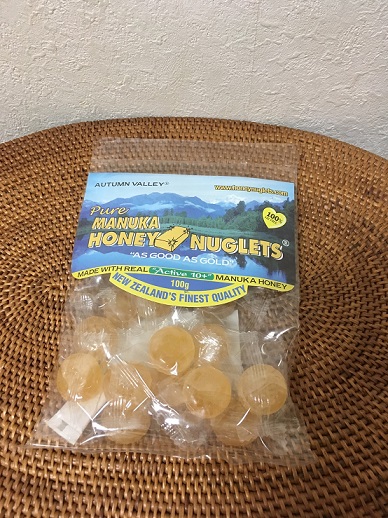 AUTUMN VALLEY®
www.honeynuglets.com
Pure
100%
MANUKA
HONEY NUGLETS®
"AS GOOD AS GOLD"
MADE WITH REAL "Active 10+" MANUKA HONEY
100g
NEW ZEALAND'S FINEST QUALITY